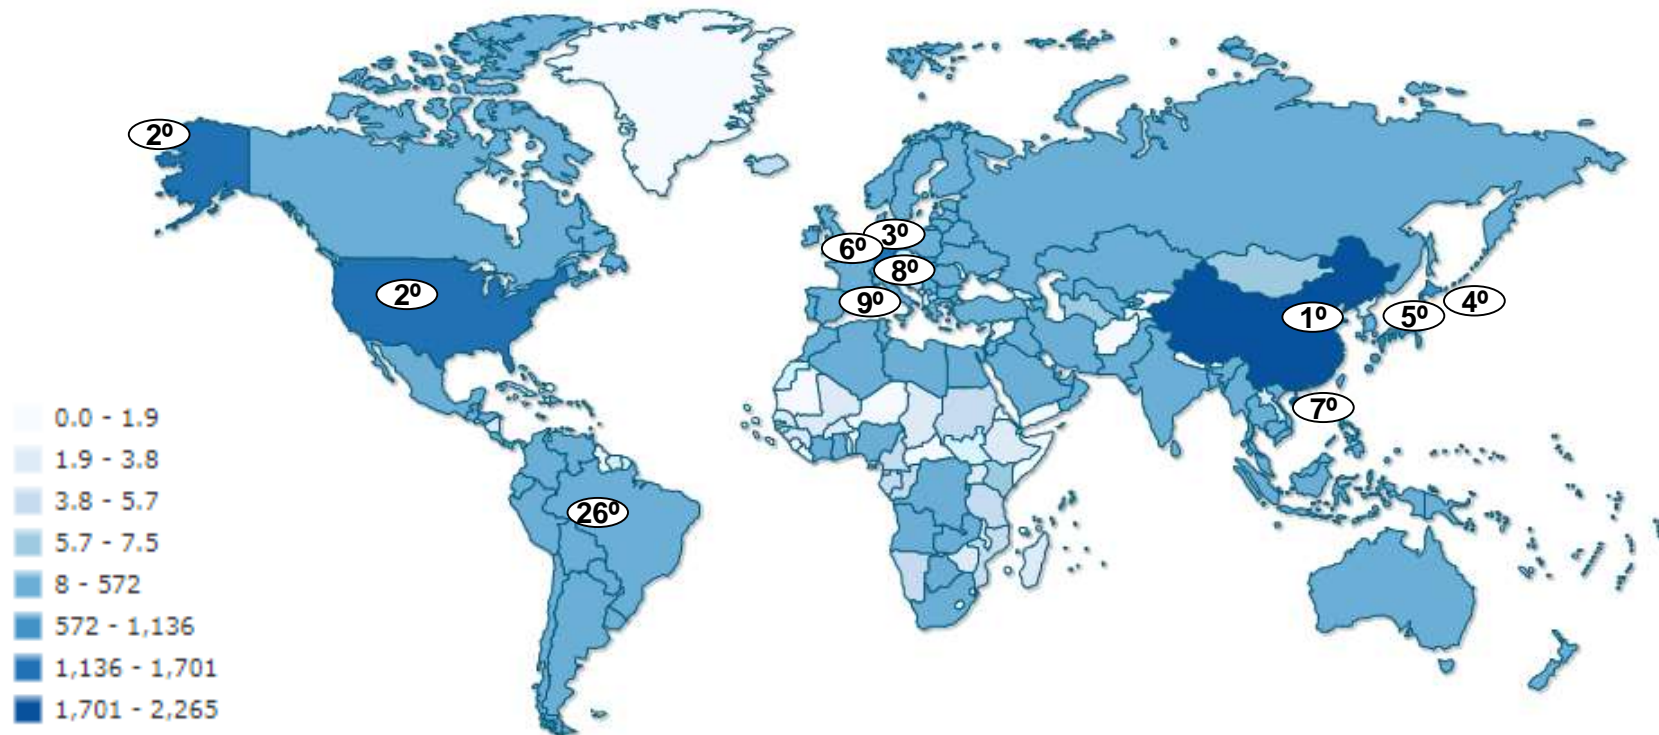 2º
3º
6º
8º
2º
9º
1º
5º
4º
7º
26º
0.0 - 1.9
1.9 - 3.8
3.8 - 5.7
5.7 - 7.5
8 - 572
572 - 1,136
1,136 - 1,701
1,701 - 2,265